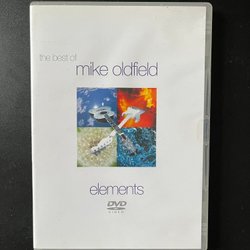 the best of
mike oldfield
elements
DVD
VIDEO